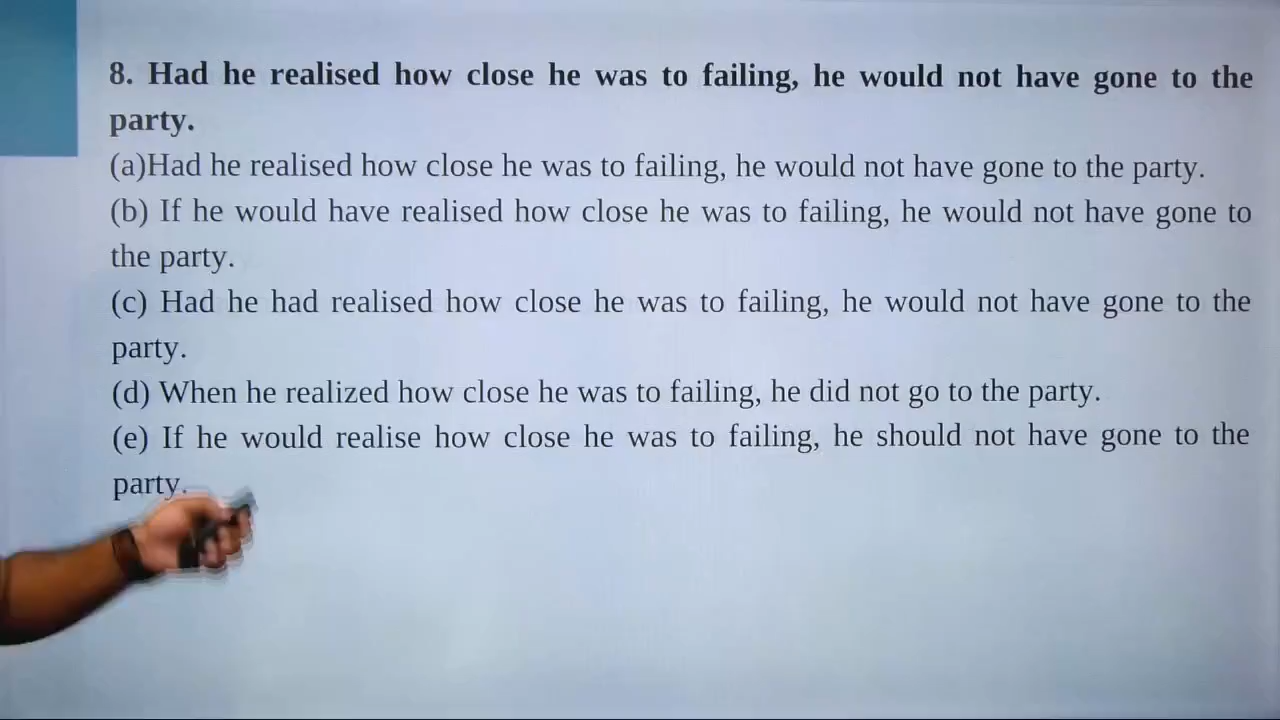 8. Had he realised how close he was to failing, he would not have gone to the
party.
(a)Had he realised how close he was to failing, he would not have gone to the party.
(b) If he would have realised how close he was to failing, he would not have gone to
the party.
(c) Had he had realised how close he was to failing, he would not have gone to the
party.
(d) When he realized how close he was to failing, he did not go to the party.
(e) If he would realise how close he was to failing, he should not have gone to the
party.